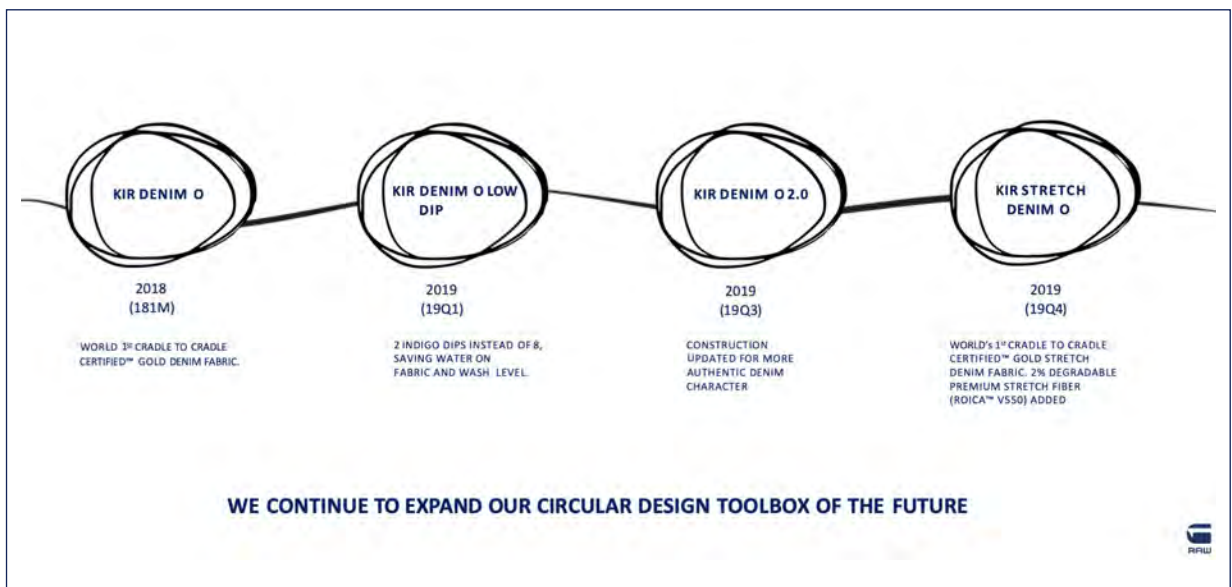 KIR DENIM O
KIR DENIM O LOW
DIP
KIR DENIM O 2.0
KIR STRETCH
DENIM O
2018
(181M)
WORLD 1ST CRADLE TO CRADLE
CERTIFIED™ GOLD DENIM FABRIC.
2019
(19Q1)
2 INDIGO DIPS INSTEAD OF 8,
SAVING WATER ON
FABRIC AND WASH LEVEL.
2019
(19Q3)
CONSTRUCTION
UPDATED FOR MORE
AUTHENTIC DENIM
CHARACTER
2019
(19Q4)
WORLD's 1ST CRADLE TO CRADLE
CERTIFIED™ GOLD STRETCH
DENIM FABRIC. 2% DEGRADABLE
PREMIUM STRETCH FIBER
(ROICA™ V550) ADDED
WE CONTINUE TO EXPAND OUR CIRCULAR DESIGN TOOLBOX OF THE FUTURE
RAW